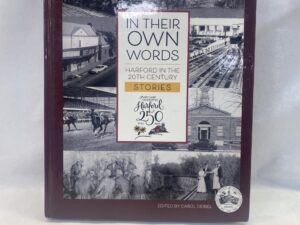 IN THEIR
OWN
WORDS
HARFORD IN THE
20TH CENTURY
STORIES
Harford
250
EDITED BY CAROL DEIBEL